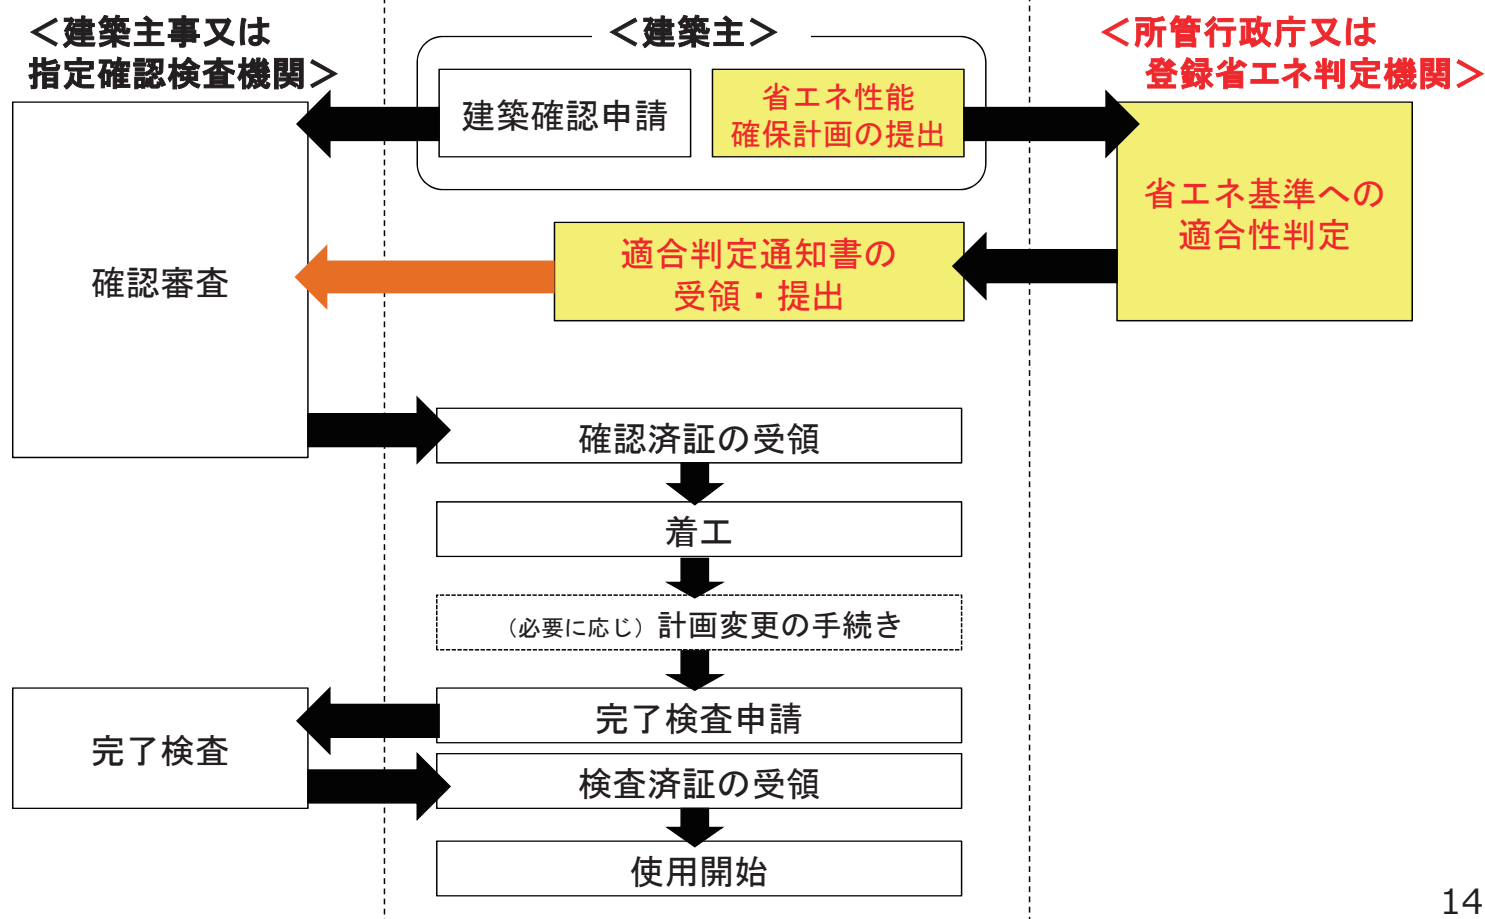 ＜建築主事又は
指定確認検査機関＞
＜建築主＞
＜所管行政庁又は
登録省エネ判定機関＞
建築確認申請
省エネ性能
確保計画の提出
省エネ基準への
適合性判定
適合判定通知書の
受領・提出
確認審査
確認済証の受領
着工
（必要に応じ）計画変更の手続き
完了検査申請
完了検査
検査済証の受領
使用開始
14